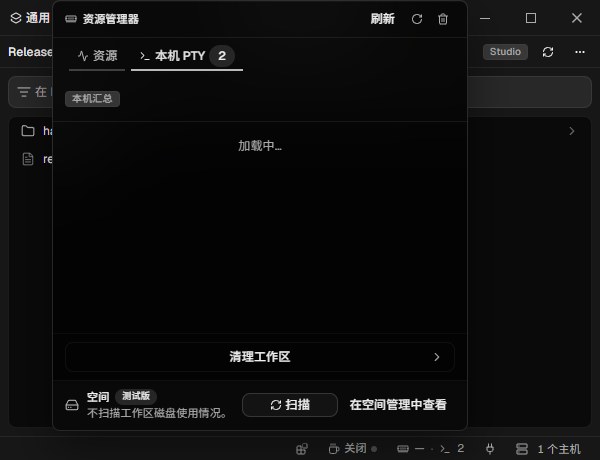 通用
资源管理器
刷新
Release
Studio
资源
本机 PTY 2
在
本机汇总
加载中...
清理工作区
空间 测试版
不扫描工作区磁盘使用情况。
扫描
在空间管理中查看
关闭
2
1 个主机